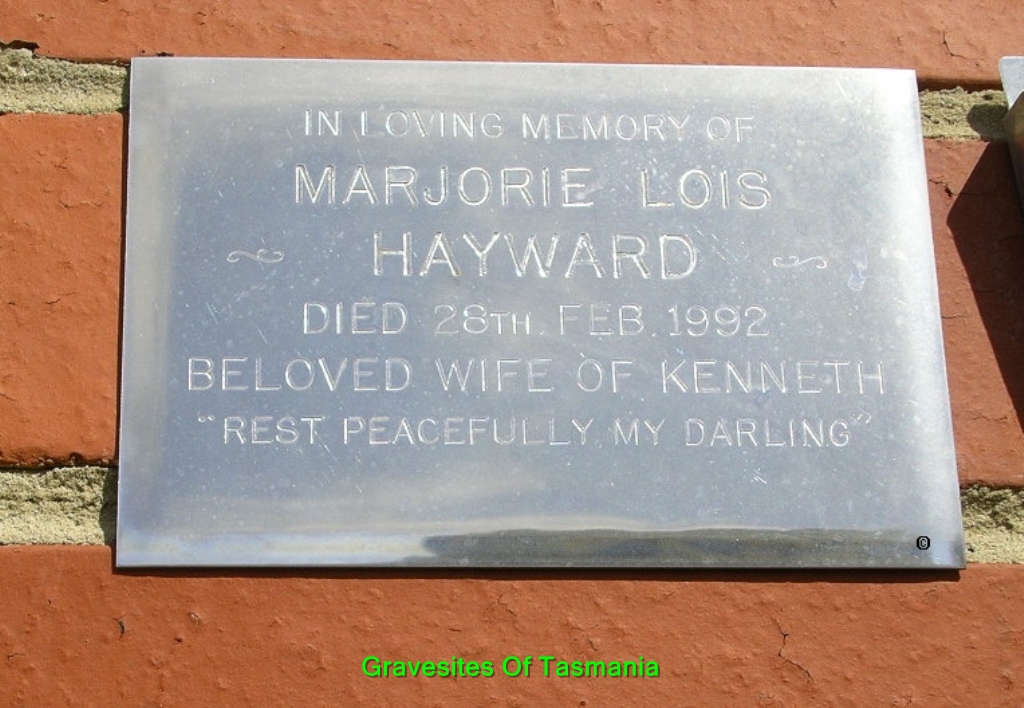 IN LOVING MEMORY OF
MARJORIE LOIS
HAYWARD
DIED 28TH. FEB. 1992
BELOVED WIFE OF KENNETH
"REST PEACEFULLY MY DARLING"
©
Gravesites Of Tasmania